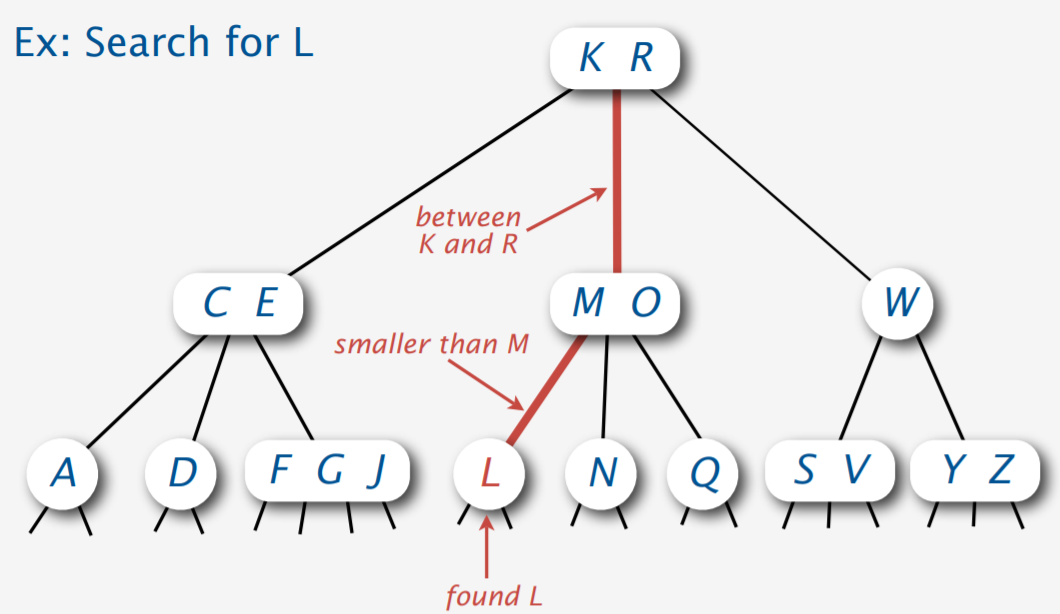 Ex: Search for L
K R
between
K and R
C E
M O
W
smaller than M
A
D
F G J
L
N
Q
S V
Y Z
found L